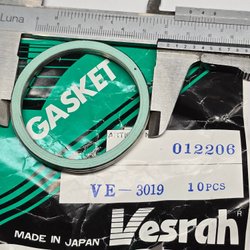 Luna
GASKET
012206
VE-3019 10PCS
MADE IN JAPAN Vesrah®